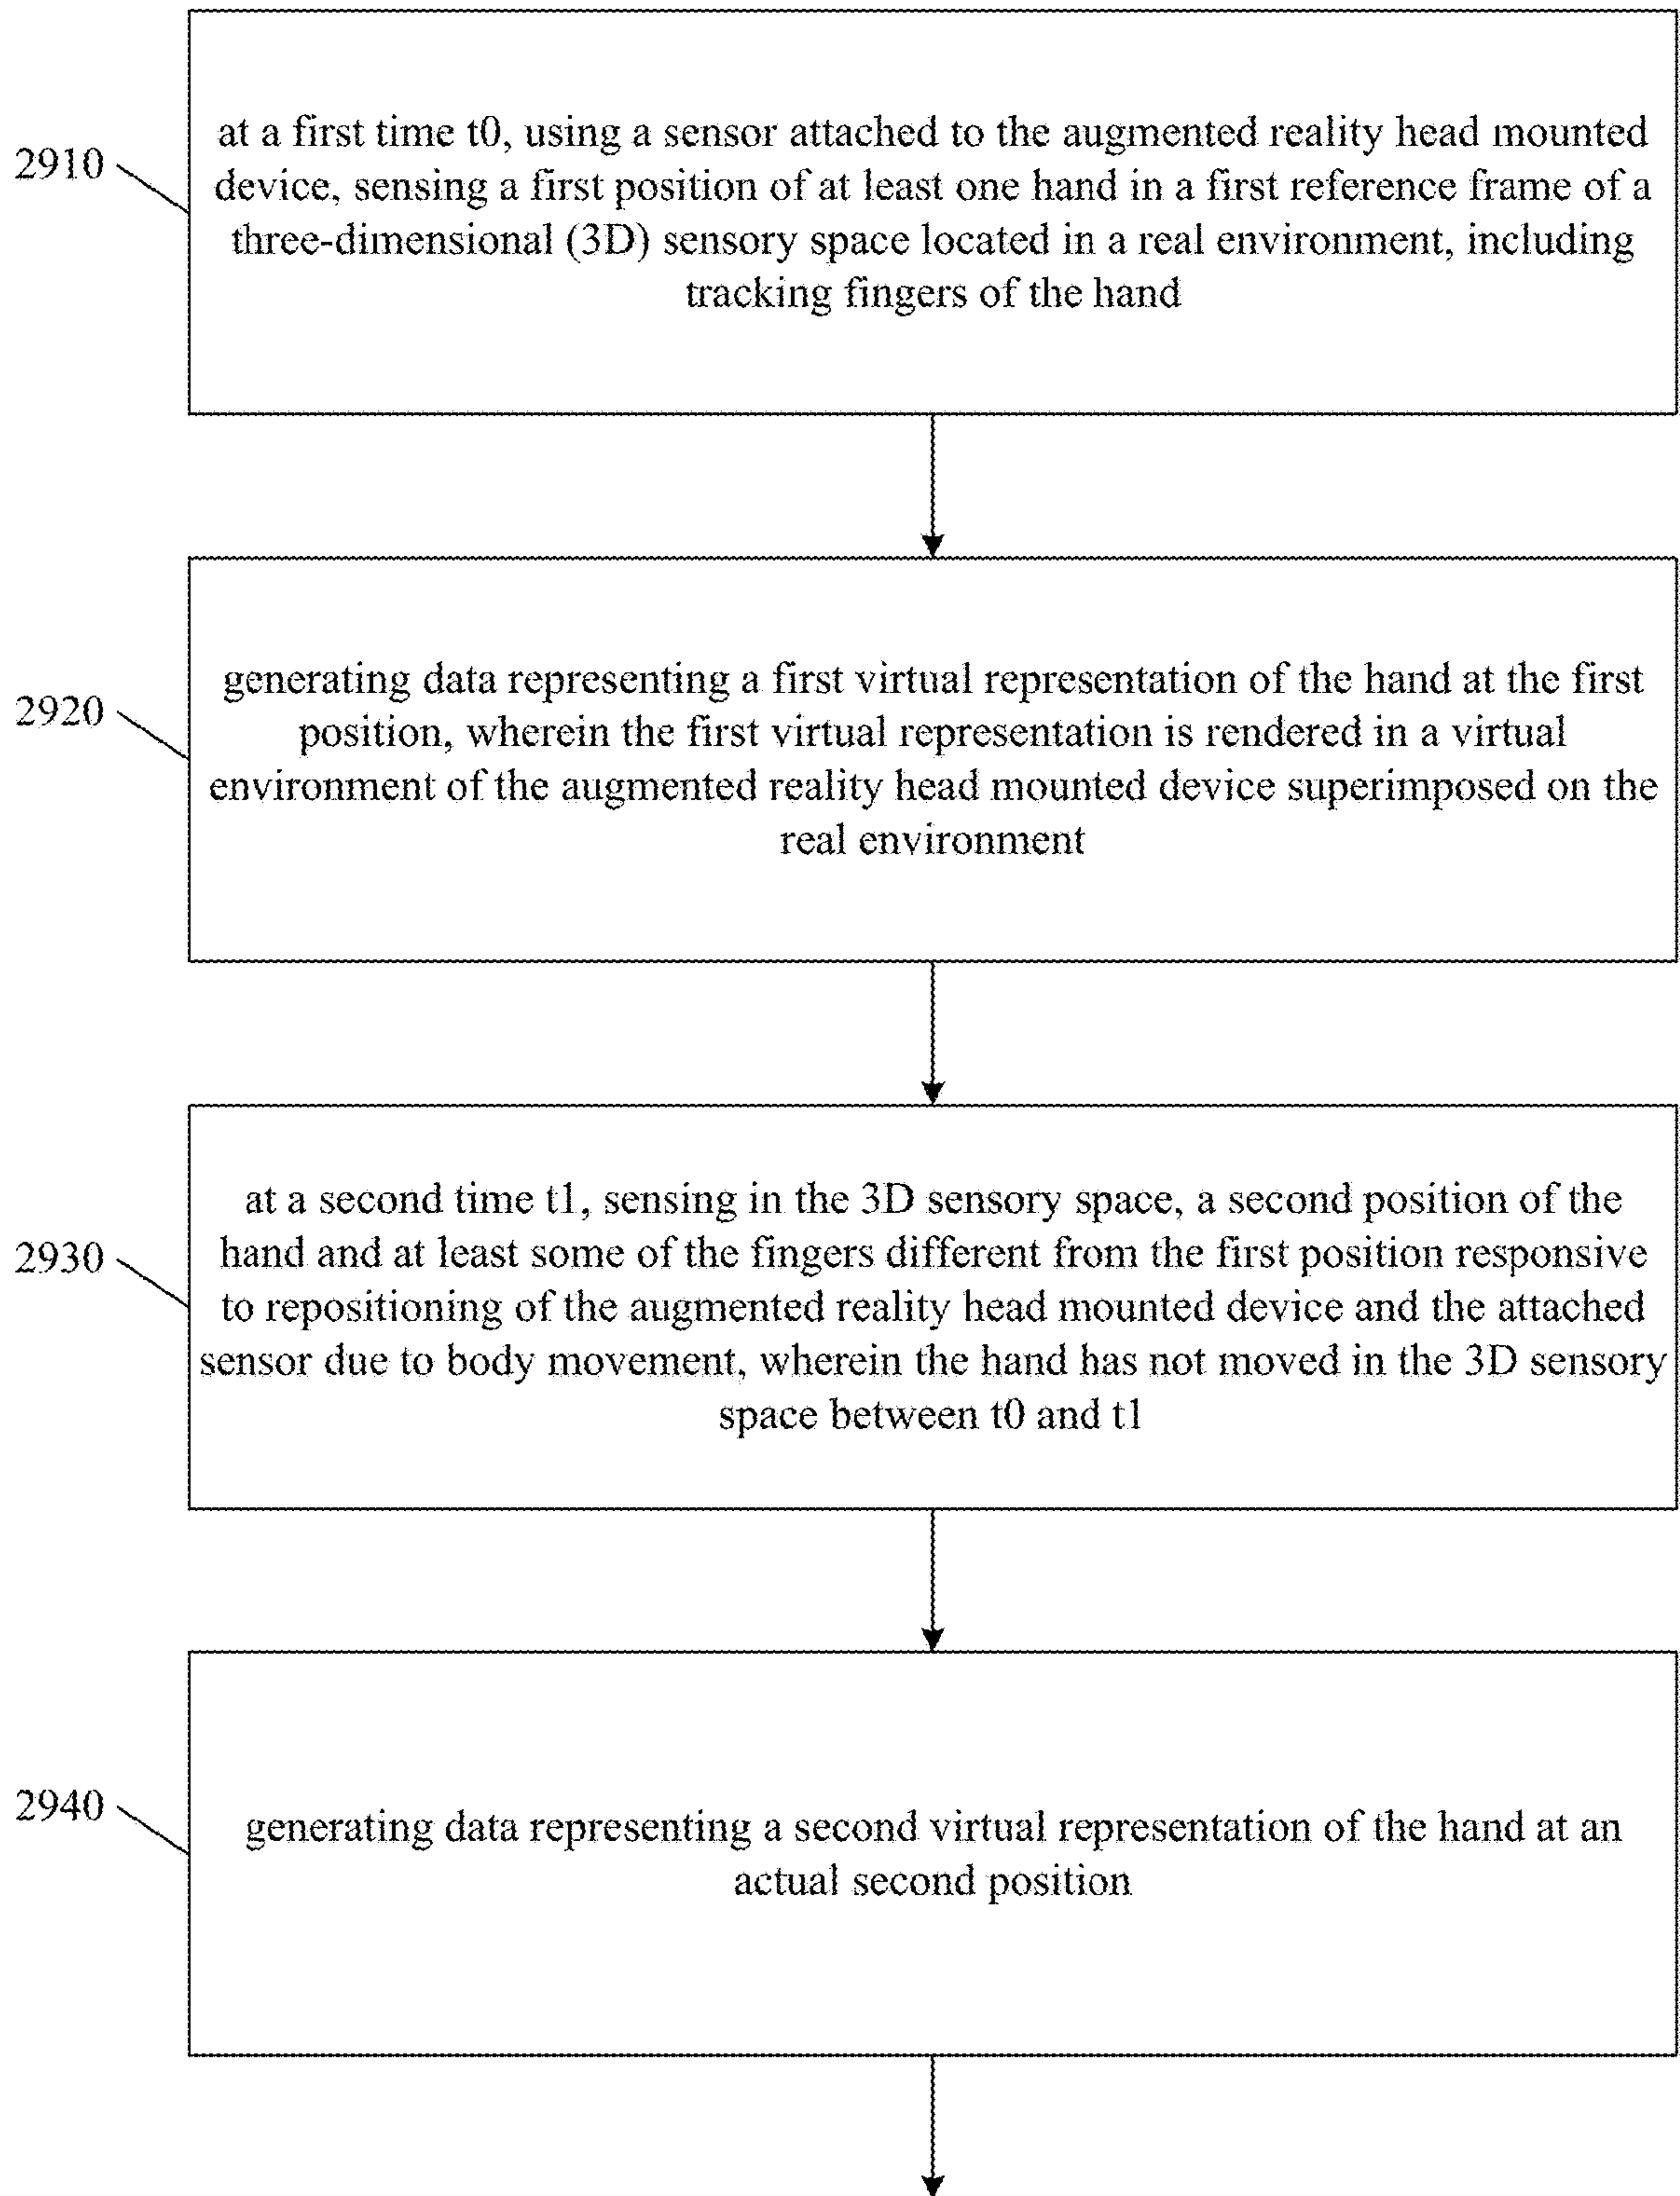 2910
at a first time t0, using a sensor attached to the augmented reality head mounted
device, sensing a first position of at least one hand in a first reference frame of a
three-dimensional (3D) sensory space located in a real environment, including
tracking fingers of the hand
2920
generating data representing a first virtual representation of the hand at the first
position, wherein the first virtual representation is rendered in a virtual
environment of the augmented reality head mounted device superimposed on the
real environment
2930
at a second time t1, sensing in the 3D sensory space, a second position of the
hand and at least some of the fingers different from the first position responsive
to repositioning of the augmented reality head mounted device and the attached
sensor due to body movement, wherein the hand has not moved in the 3D sensory
space between t0 and t1
2940
generating data representing a second virtual representation of the hand at an
actual second position